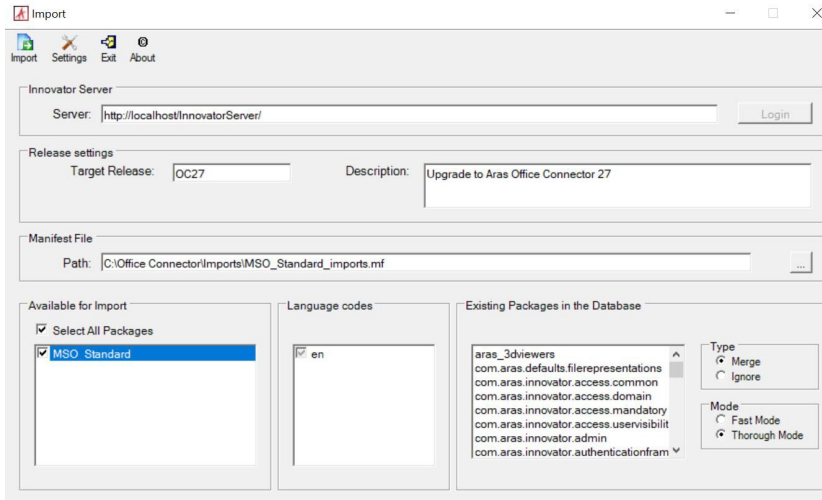 Import
Import Settings Exit About
Innovator Server
Server: http://localhost/InnovatorServer/ Login
Release settings
Target Release: OC27 Description: Upgrade to Aras Office Connector 27
Manifest File
Path: C:\Office Connector\Imports\MSO_Standard_imports.mf ...
Available for Import Language codes Existing Packages in the Database
Select All Packages
MSO_Standard
en
aras_3dviewers
com.aras.defaults.filerepresentations
com.aras.innovator.access.common
com.aras.innovator.access.domain
com.aras.innovator.access.mandatory
com.aras.innovator.access.uservisibilit
com.aras.innovator.admin
com.aras.innovator.authenticationfram
Type
Merge
Ignore
Mode
Fast Mode
Thorough Mode